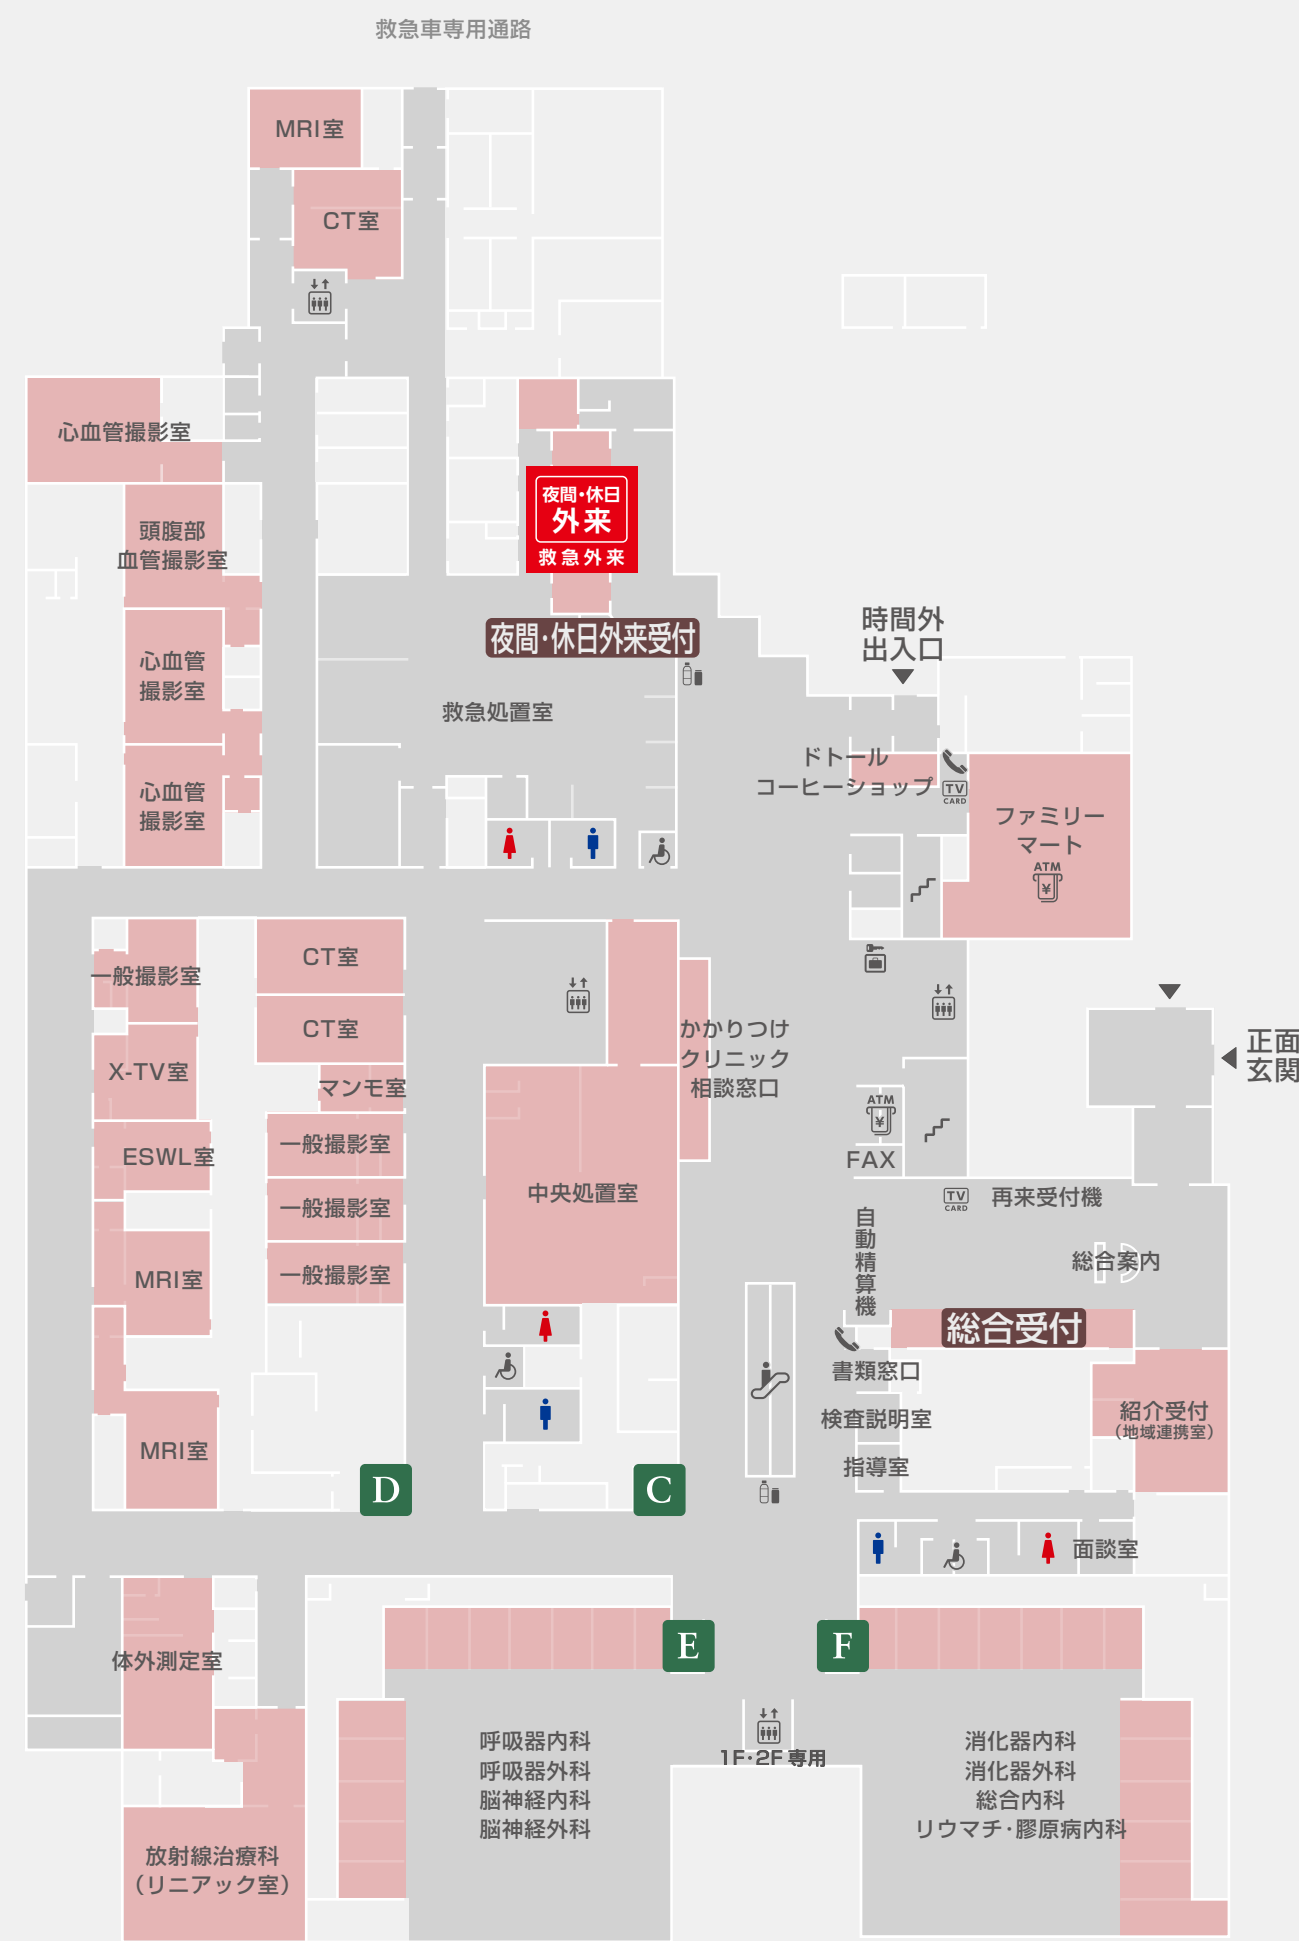 救急車専用通路
MRI室
CT室
心血管撮影室
頭腹部
血管撮影室
夜間・休日
外来
救急外来
夜間・休日外来受付
時間外
出入口
心血管
撮影室
救急処置室
ドトール
コーヒーショップ
TV
CARD
心血管
撮影室
ファミリー
マート
ATM
¥
一般撮影室
CT室
CT室
かかりつけ
クリニック
相談窓口
正面
玄関
X-TV室
マンモ室
ATM
¥
ESWL室
一般撮影室
FAX
中央処置室
一般撮影室
TV
CARD
再来受付機
自動精算機
総合案内
MRI室
一般撮影室
総合受付
書類窓口
検査説明室
紹介受付
（地域連携室）
MRI室
指導室
D
C
面談室
体外測定室
E
F
呼吸器内科
呼吸器外科
脳神経内科
脳神経外科
1F・2F専用
消化器内科
消化器外科
総合内科
リウマチ・膠原病内科
放射線治療科
（リニアック室）